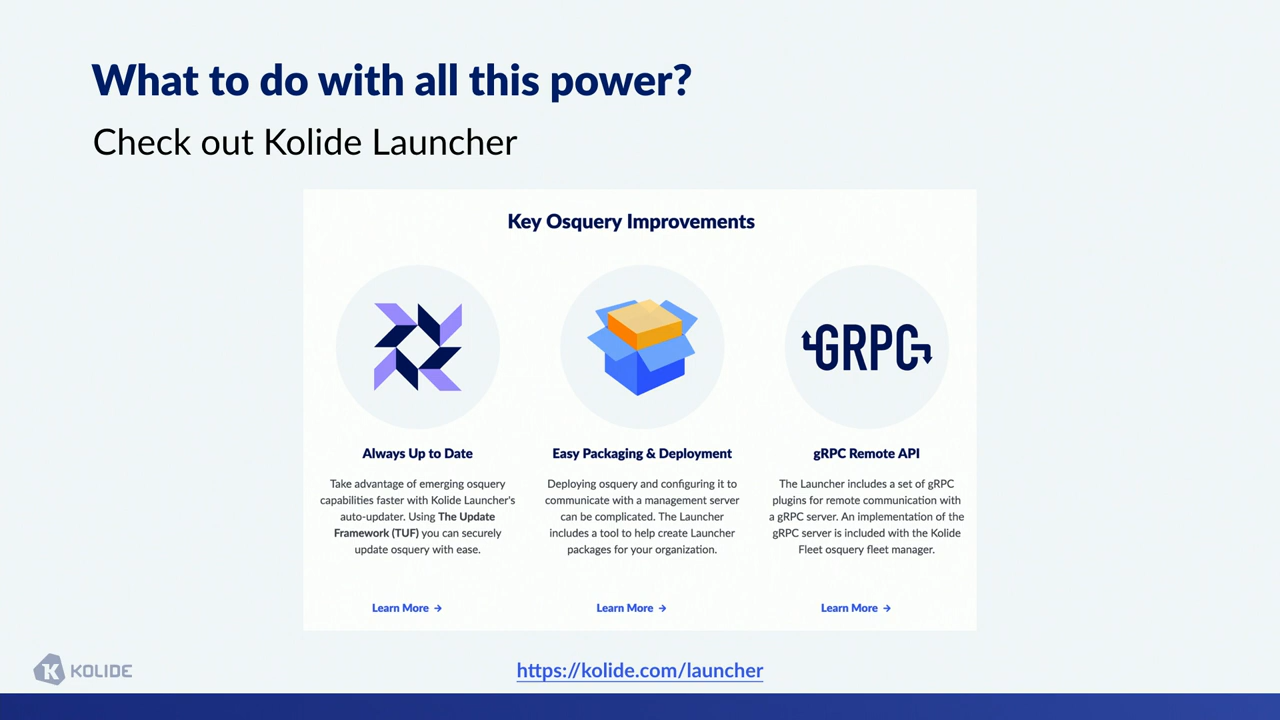 What to do with all this power?
Check out Kolide Launcher
Key Osquery Improvements
GRPC
Always Up to Date
Take advantage of emerging osquery
capabilities faster with Kolide Launcher's
auto-updater. Using The Update
Framework (TUF) you can securely
update osquery with ease.
Learn More →
Easy Packaging & Deployment
Deploying osquery and configuring it to
communicate with a management server
can be complicated. The Launcher
includes a tool to help create Launcher
packages for your organization.
Learn More →
gRPC Remote API
The Launcher includes a set of gRPC
plugins for remote communication with
a gRPC server. An implementation of the
gRPC server is included with the Kolide
Fleet osquery fleet manager.
Learn More →
K KOLIDE
https://kolide.com/launcher